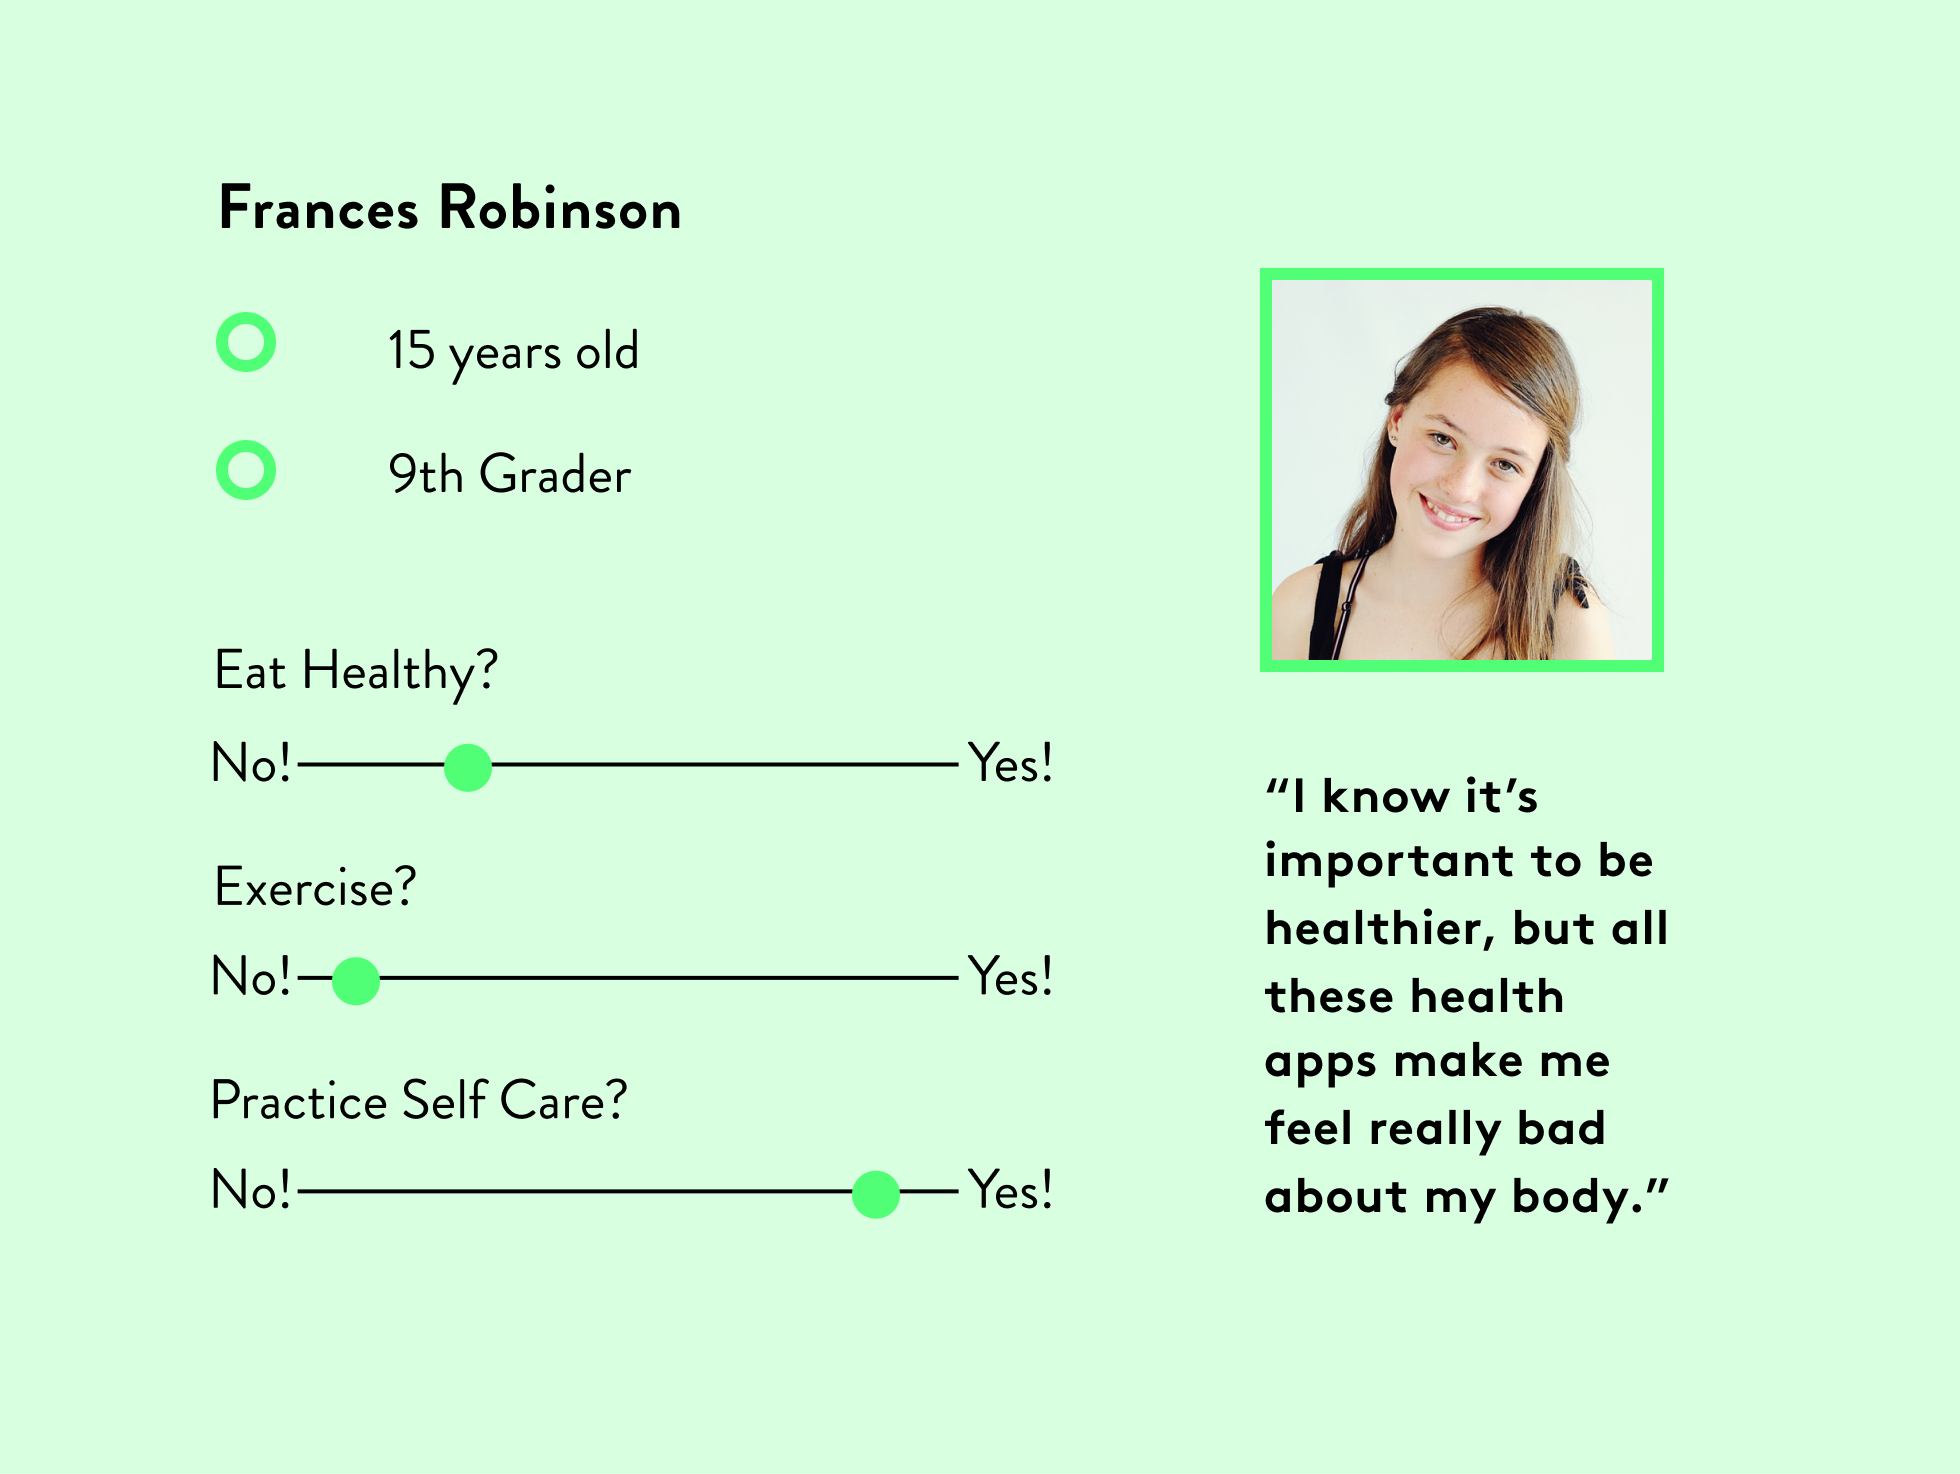 Frances Robinson
15 years old
9th Grader
Eat Healthy?
No! Yes!
Exercise?
No! Yes!
Practice Self Care?
No! Yes!
“I know it’s
important to be
healthier, but all
these health
apps make me
feel really bad
about my body.”